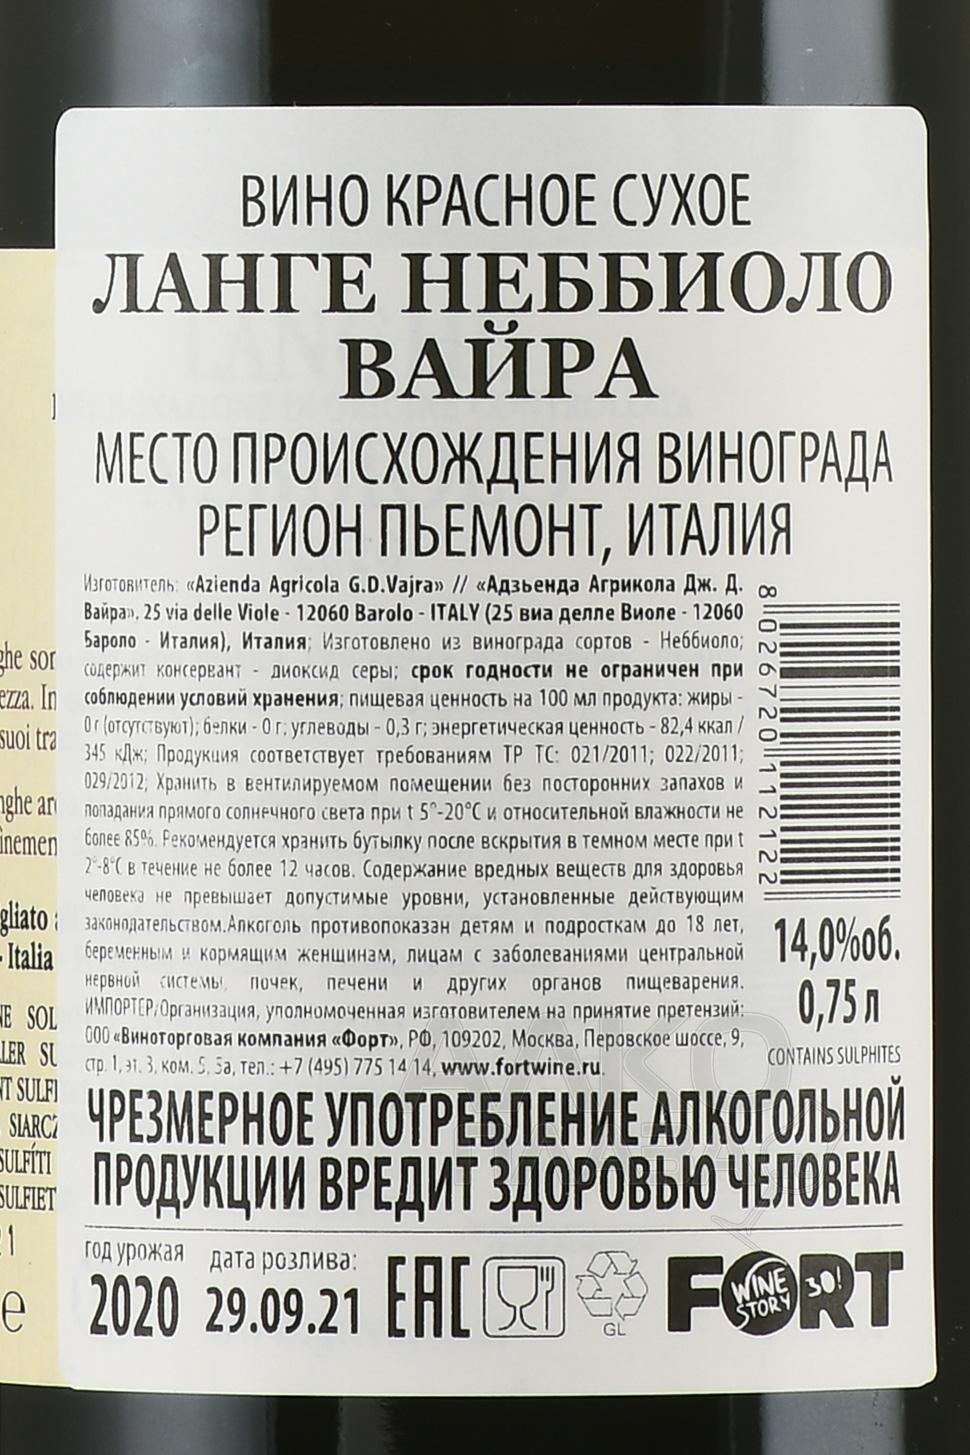 ВИНО КРАСНОЕ СУХОЕ
ЛАНГЕ НЕББИОЛО
ВАЙРА
МЕСТО ПРОИСХОЖДЕНИЯ ВИНОГРАДА
РЕГИОН ПЬЕМОНТ, ИТАЛИЯ
Изготовитель: «Azienda Agricola G.D.Vajra» // «Адзьенда Агрикола Дж. Д.
Вайра», 25 via delle Viole - 12060 Barolo - ITALY (25 виа делле Виоле - 12060
Бароло - Италия), Италия; Изготовлено из винограда сортов - Неббиоло;
содержит консервант - диоксид серы; срок годности не ограничен при
соблюдении условий хранения; пищевая ценность на 100 мл продукта: жиры -
0 г (отсутствуют); белки - 0 г; углеводы - 0,3 г; энергетическая ценность - 82,4 ккал /
345 кДж; Продукция соответствует требованиям ТР ТС: 021/2011; 022/2011;
029/2012; Хранить в вентилируемом помещении без посторонних запахов и
попадания прямого солнечного света при t 5°-20°C и относительной влажности не
более 85%. Рекомендуется хранить бутылку после вскрытия в темном месте при t
2°-8°C в течение не более 12 часов. Содержание вредных веществ для здоровья
человека не превышает допустимые уровни, установленные действующим
законодательством.Алкоголь противопоказан детям и подросткам до 18 лет,
беременным и кормящим женщинам, лицам с заболеваниями центральной
нервной системы, почек, печени и других органов пищеварения.
ИМПОРТЕР/Организация, уполномоченная изготовителем на принятие претензий:
ООО «Виноторговая компания «Форт», РФ, 109202, Москва, Перовское шоссе, 9,
стр. 1, эт. 3, ком. 5, 5а, тел.: +7 (495) 775 14 14, www.fortwine.ru.
8 026720 112122
14,0%об.
0,75 л
CONTAINS SULPHITES
ЧРЕЗМЕРНОЕ УПОТРЕБЛЕНИЕ АЛКОГОЛЬНОЙ
ПРОДУКЦИИ ВРЕДИТ ЗДОРОВЬЮ ЧЕЛОВЕКА
год урожая
2020
дата розлива:
29.09.21
EAC
GL
FORT
WINE
STORY
30!
- Italia